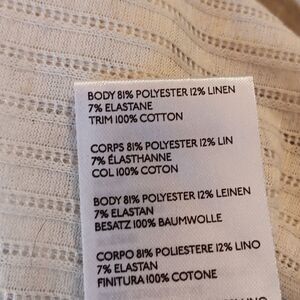 BODY 81% POLYESTER 12% LINEN
7% ELASTANE
TRIM 100% COTTON
CORPS 81% POLYESTER 12% LIN
7% ÉLASTHANNE
COL 100% COTON
BODY 81% POLYESTER 12% LEINEN
7% ELASTAN
BESATZ 100% BAUMWOLLE
CORPO 81% POLIESTERE 12% LINO
7% ELASTAN
FINITURA 100% COTONE